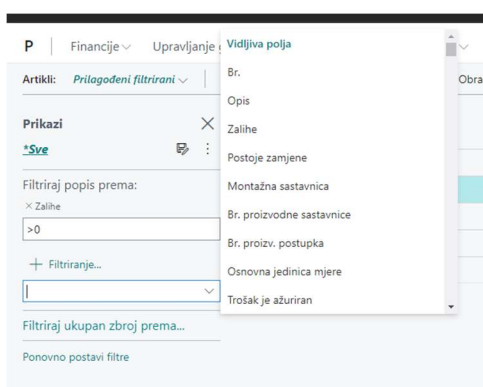 P Financije Upravljanje
Artikli: Prilagođeni filtrirani
Prikazi
*Sve
Filtriraj popis prema:
× Zalihe
>0
+ Filtriranje...
Filtriraj ukupan zbroj prema...
Ponovno postavi filtre
Vidljiva polja
Br.
Opis
Zalihe
Postoje zamjene
Montažna sastavnica
Br. proizvodne sastavnice
Br. proizv. postupka
Osnovna jedinica mjere
Trošak je ažuriran
Obra